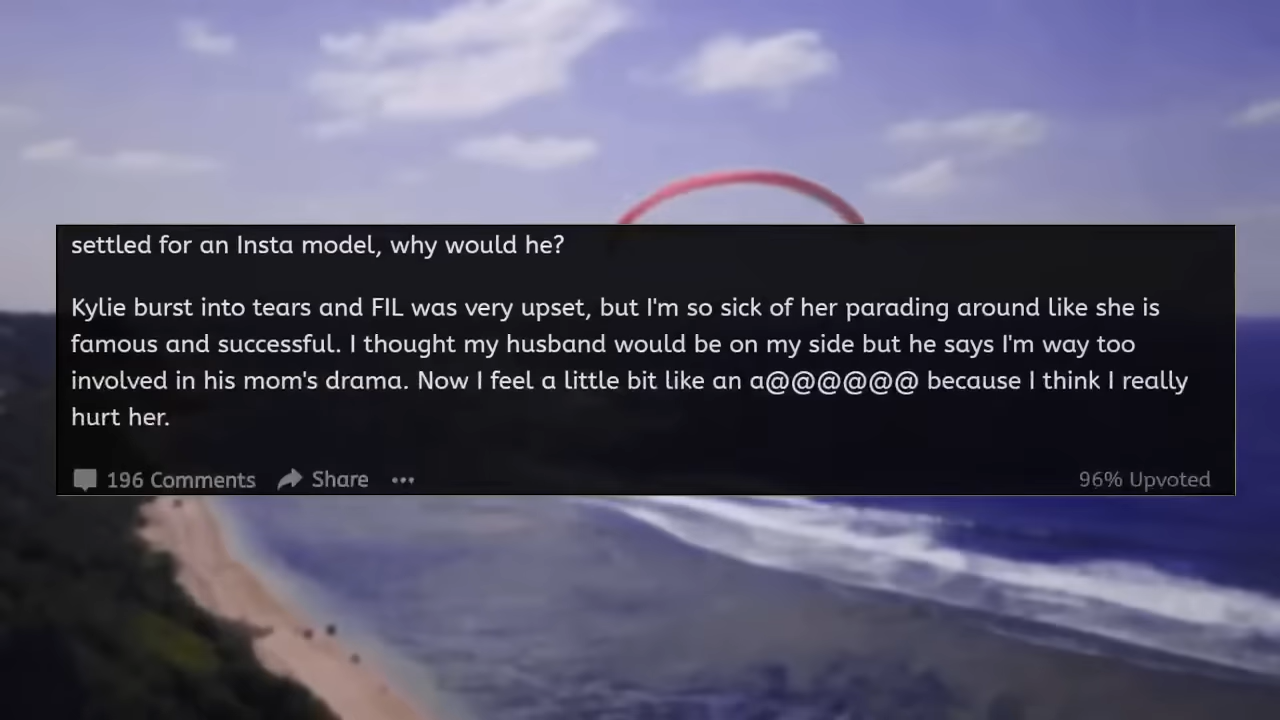 settled for an Insta model, why would he?
Kylie burst into tears and FIL was very upset, but I'm so sick of her parading around like she is
famous and successful. I thought my husband would be on my side but he says I'm way too
involved in his mom's drama. Now I feel a little bit like an a@@@@@@ because I think I really
hurt her.
196 Comments Share ••• 96% Upvoted